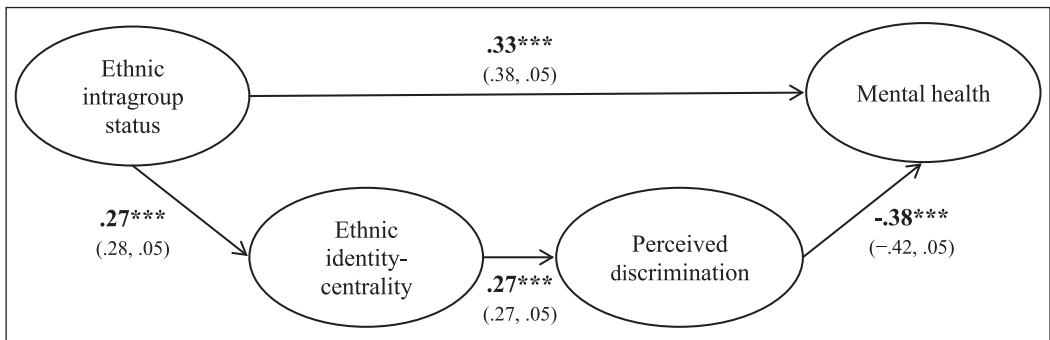 Ethnic
intragroup
status
.33***
(.38, .05)
Mental health
.27***
(.28, .05)
Ethnic
identity-
centrality
.27***
(.27, .05)
Perceived
discrimination
-.38***
(−.42, .05)